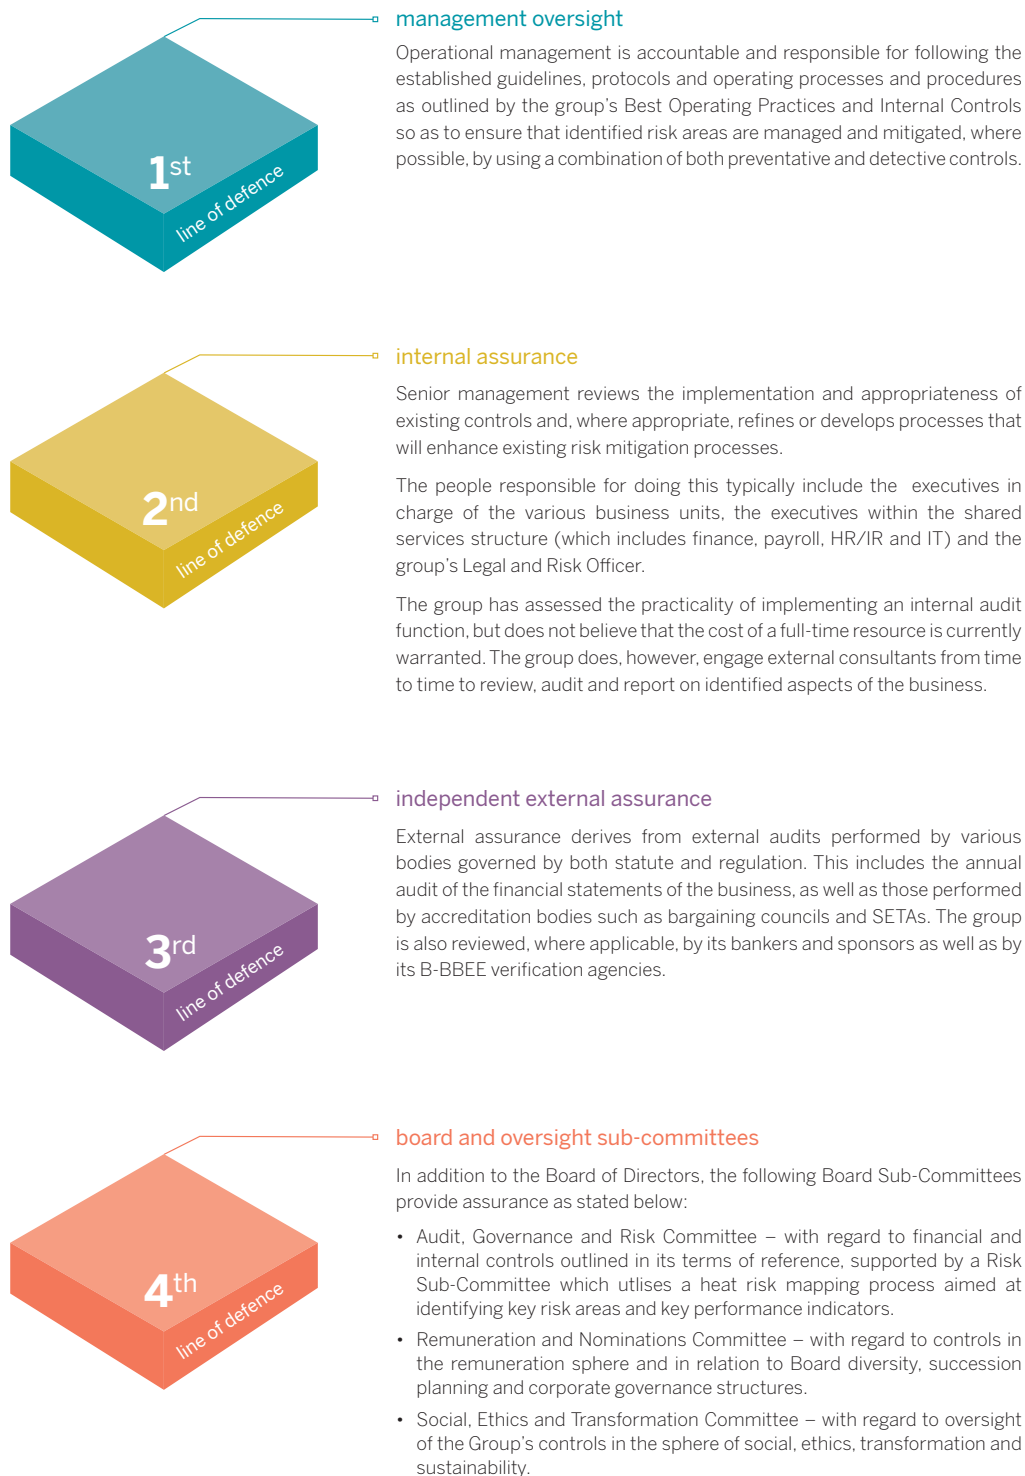 management oversight
Operational management is accountable and responsible for following the
established guidelines, protocols and operating processes and procedures
as outlined by the group's Best Operating Practices and Internal Controls
so as to ensure that identified risk areas are managed and mitigated, where
possible, by using a combination of both preventative and detective controls.
1st
line of defence
internal assurance
Senior management reviews the implementation and appropriateness of
existing controls and, where appropriate, refines or develops processes that
will enhance existing risk mitigation processes.
The people responsible for doing this typically include the executives in
charge of the various business units, the executives within the shared
services structure (which includes finance, payroll, HR/IR and IT) and the
group's Legal and Risk Officer.
The group has assessed the practicality of implementing an internal audit
function, but does not believe that the cost of a full-time resource is currently
warranted. The group does, however, engage external consultants from time
to time to review, audit and report on identified aspects of the business.
2nd
line of defence
independent external assurance
External assurance derives from external audits performed by various
bodies governed by both statute and regulation. This includes the annual
audit of the financial statements of the business, as well as those performed
by accreditation bodies such as bargaining councils and SETAs. The group
is also reviewed, where applicable, by its bankers and sponsors as well as by
its B-BBEE verification agencies.
3rd
line of defence
board and oversight sub-committees
In addition to the Board of Directors, the following Board Sub-Committees
provide assurance as stated below:
• Audit, Governance and Risk Committee – with regard to financial and
internal controls outlined in its terms of reference, supported by a Risk
Sub-Committee which utlises a heat risk mapping process aimed at
identifying key risk areas and key performance indicators.
• Remuneration and Nominations Committee – with regard to controls in
the remuneration sphere and in relation to Board diversity, succession
planning and corporate governance structures.
• Social, Ethics and Transformation Committee – with regard to oversight
of the Group's controls in the sphere of social, ethics, transformation and
sustainability.
4th
line of defence